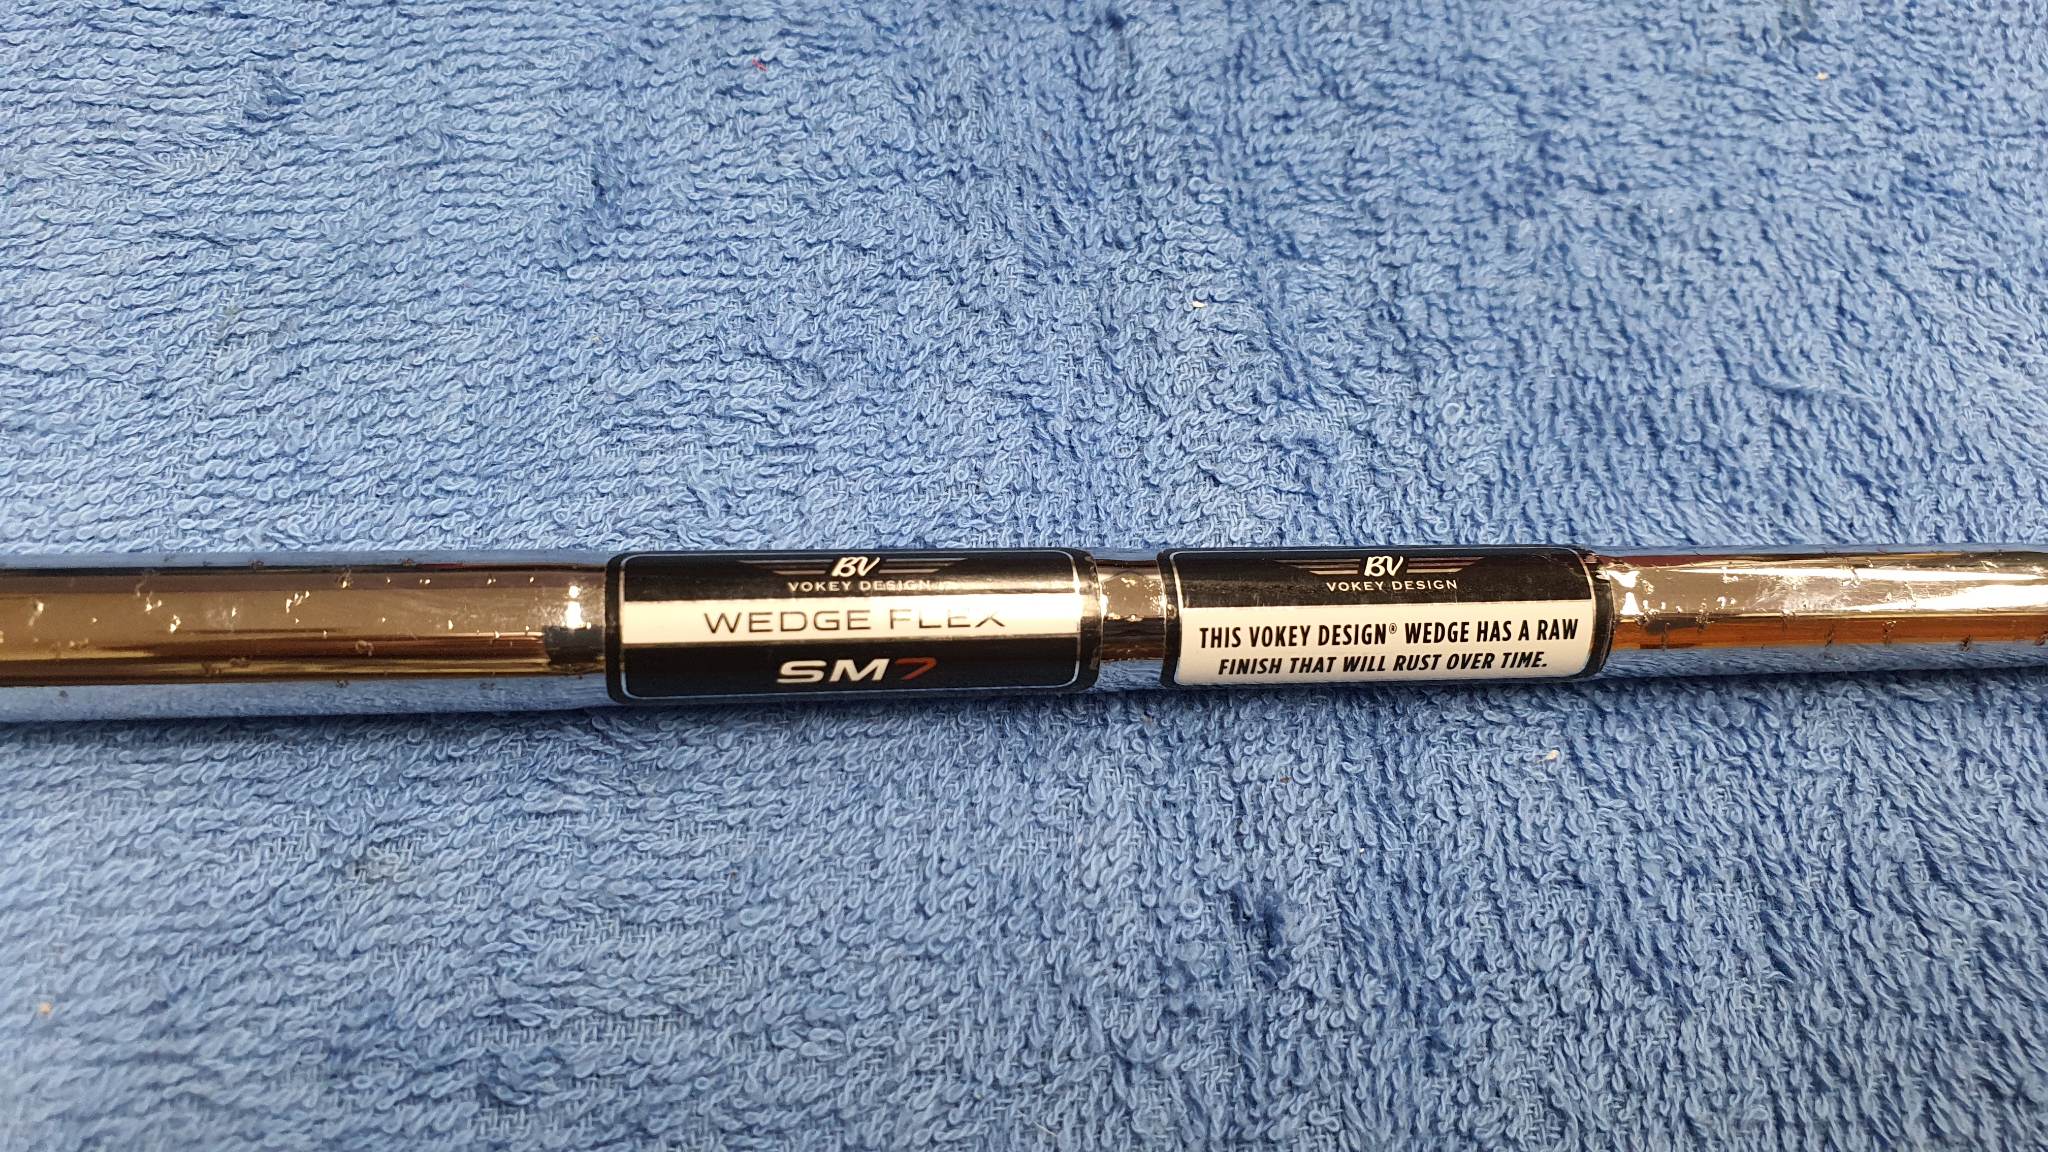 BV
VOKEY DESIGN
WEDGE FLEX
SM7
BV
VOKEY DESIGN
THIS VOKEY DESIGN® WEDGE HAS A RAW
FINISH THAT WILL RUST OVER TIME.